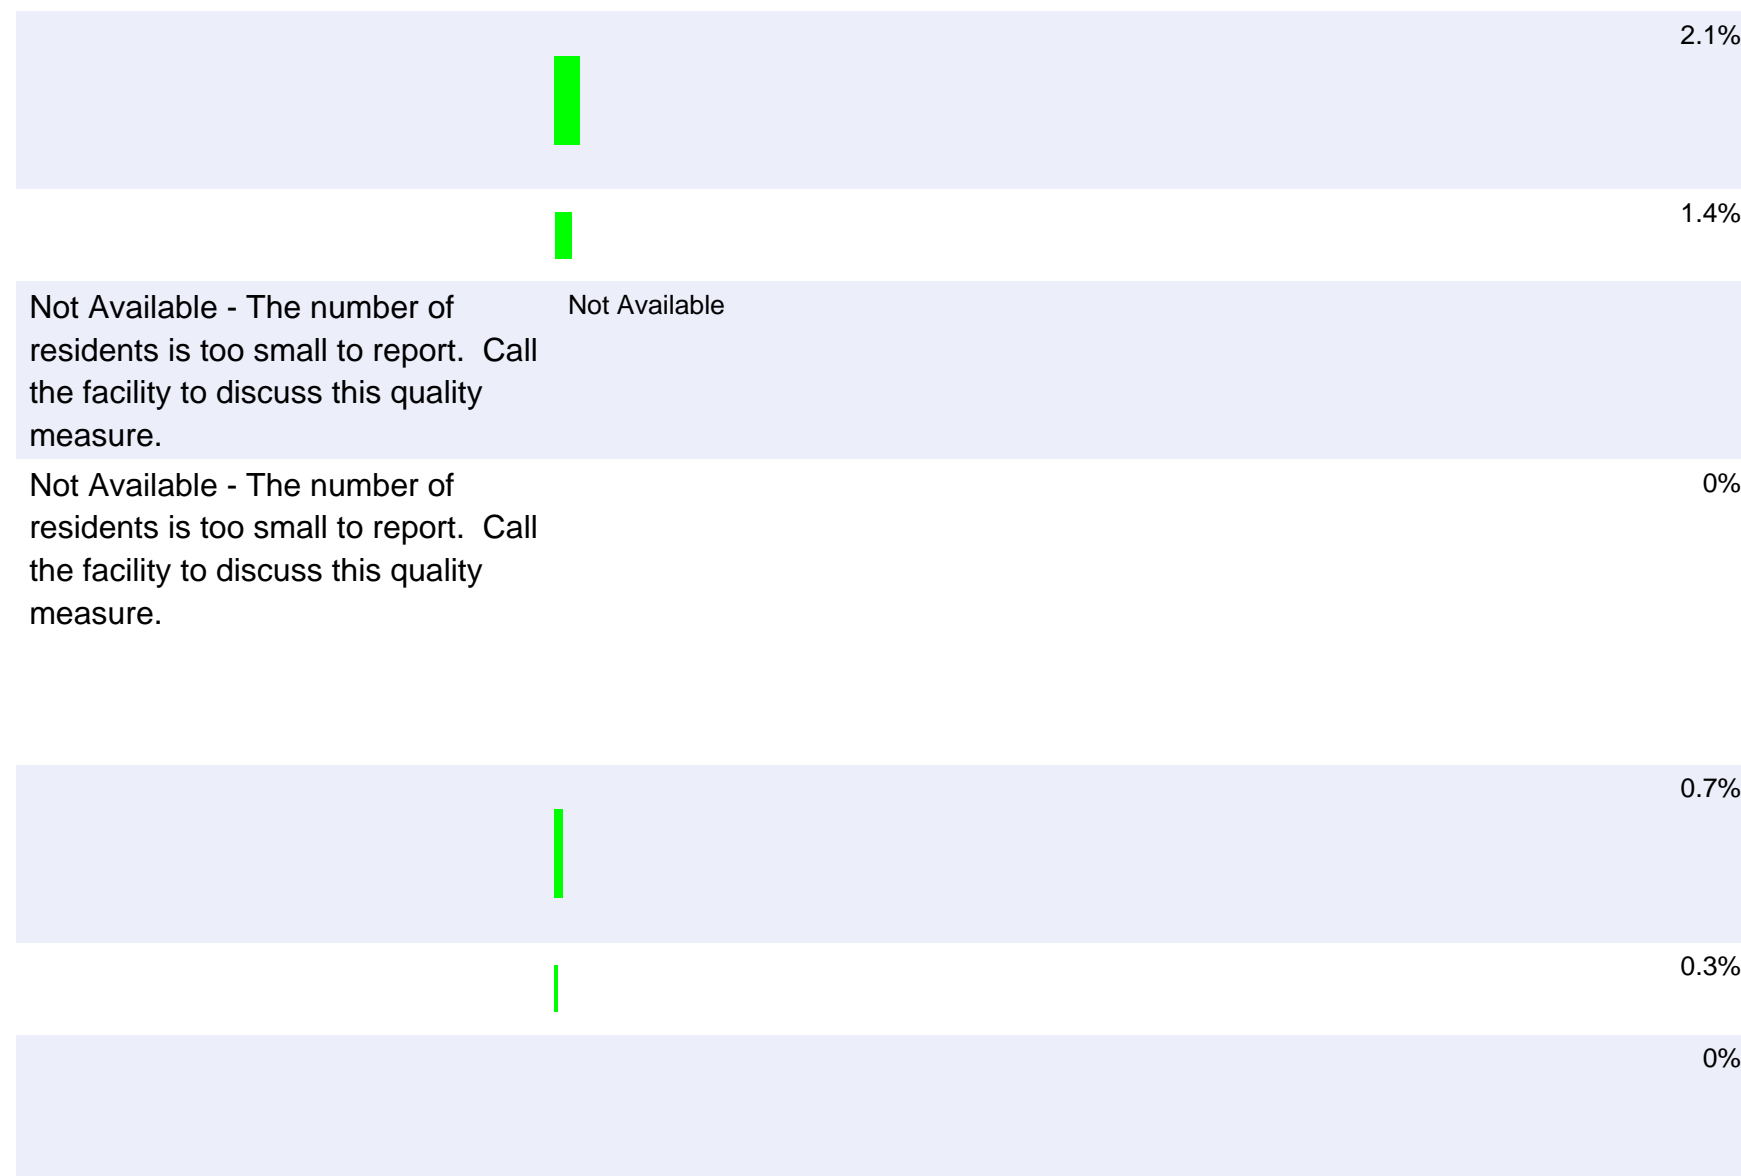 2.1%
1.4%
Not Available - The number of
residents is too small to report.  Call
the facility to discuss this quality
measure.
Not Available
Not Available - The number of
residents is too small to report.  Call
the facility to discuss this quality
measure.
0%
0.7%
0.3%
0%